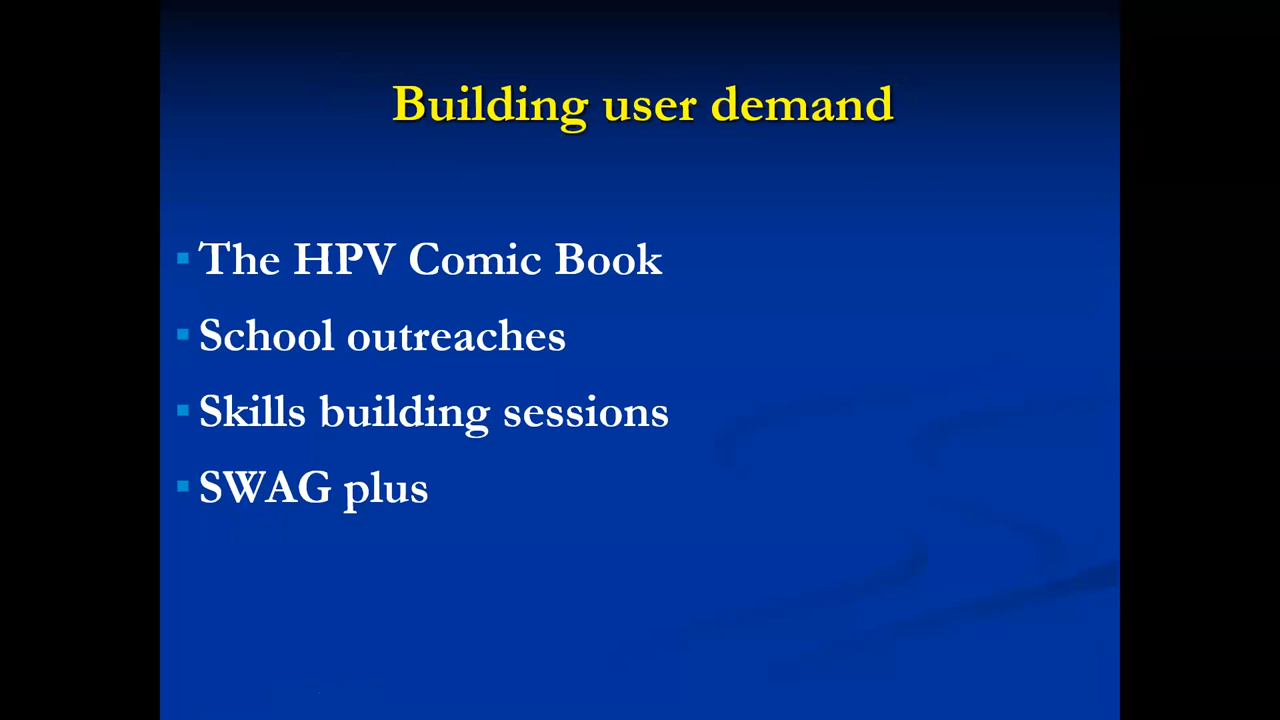 Building user demand
The HPV Comic Book
School outreaches
Skills building sessions
SWAG plus